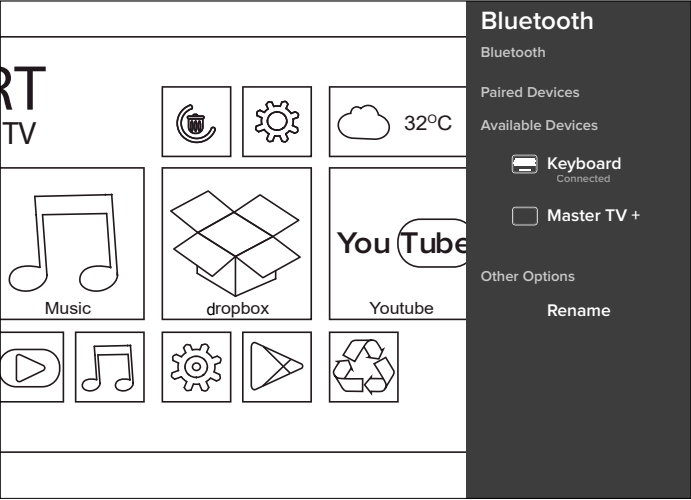 RT
TV
32°C
You Tube
Music
dropbox
Youtube
Bluetooth
Bluetooth
Paired Devices
Available Devices
Keyboard
Connected
Master TV +
Other Options
Rename